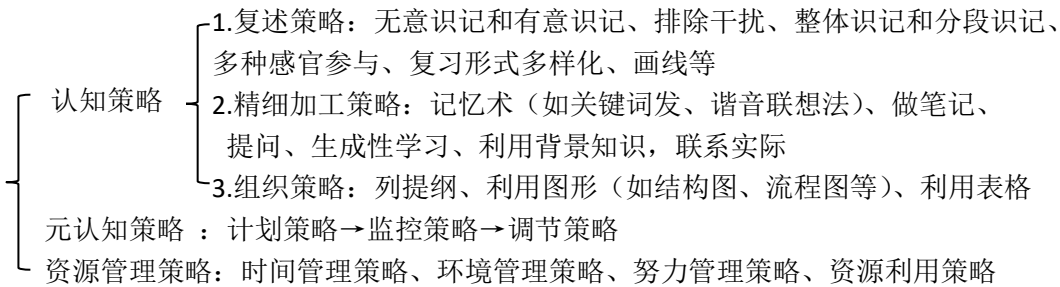 1.复述策略：无意识记和有意识记、排除干扰、整体识记和分段识记、
多种感官参与、复习形式多样化、画线等
认知策略
2.精细加工策略：记忆术（如关键词发、谐音联想法）、做笔记、
提问、生成性学习、利用背景知识，联系实际
3.组织策略：列提纲、利用图形（如结构图、流程图等）、利用表格
元认知策略 ：计划策略→监控策略→调节策略
资源管理策略：时间管理策略、环境管理策略、努力管理策略、资源利用策略